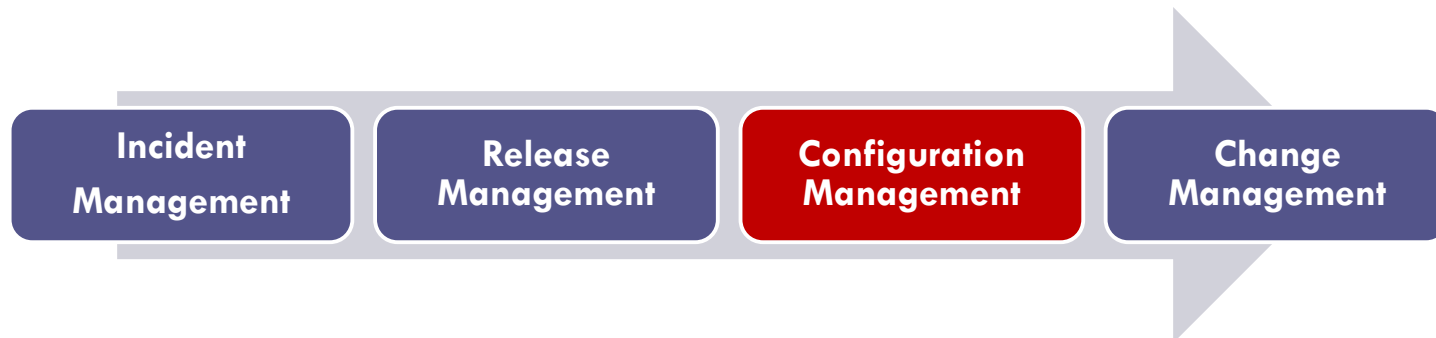 Incident
Management
Release
Management
Configuration
Management
Change
Management